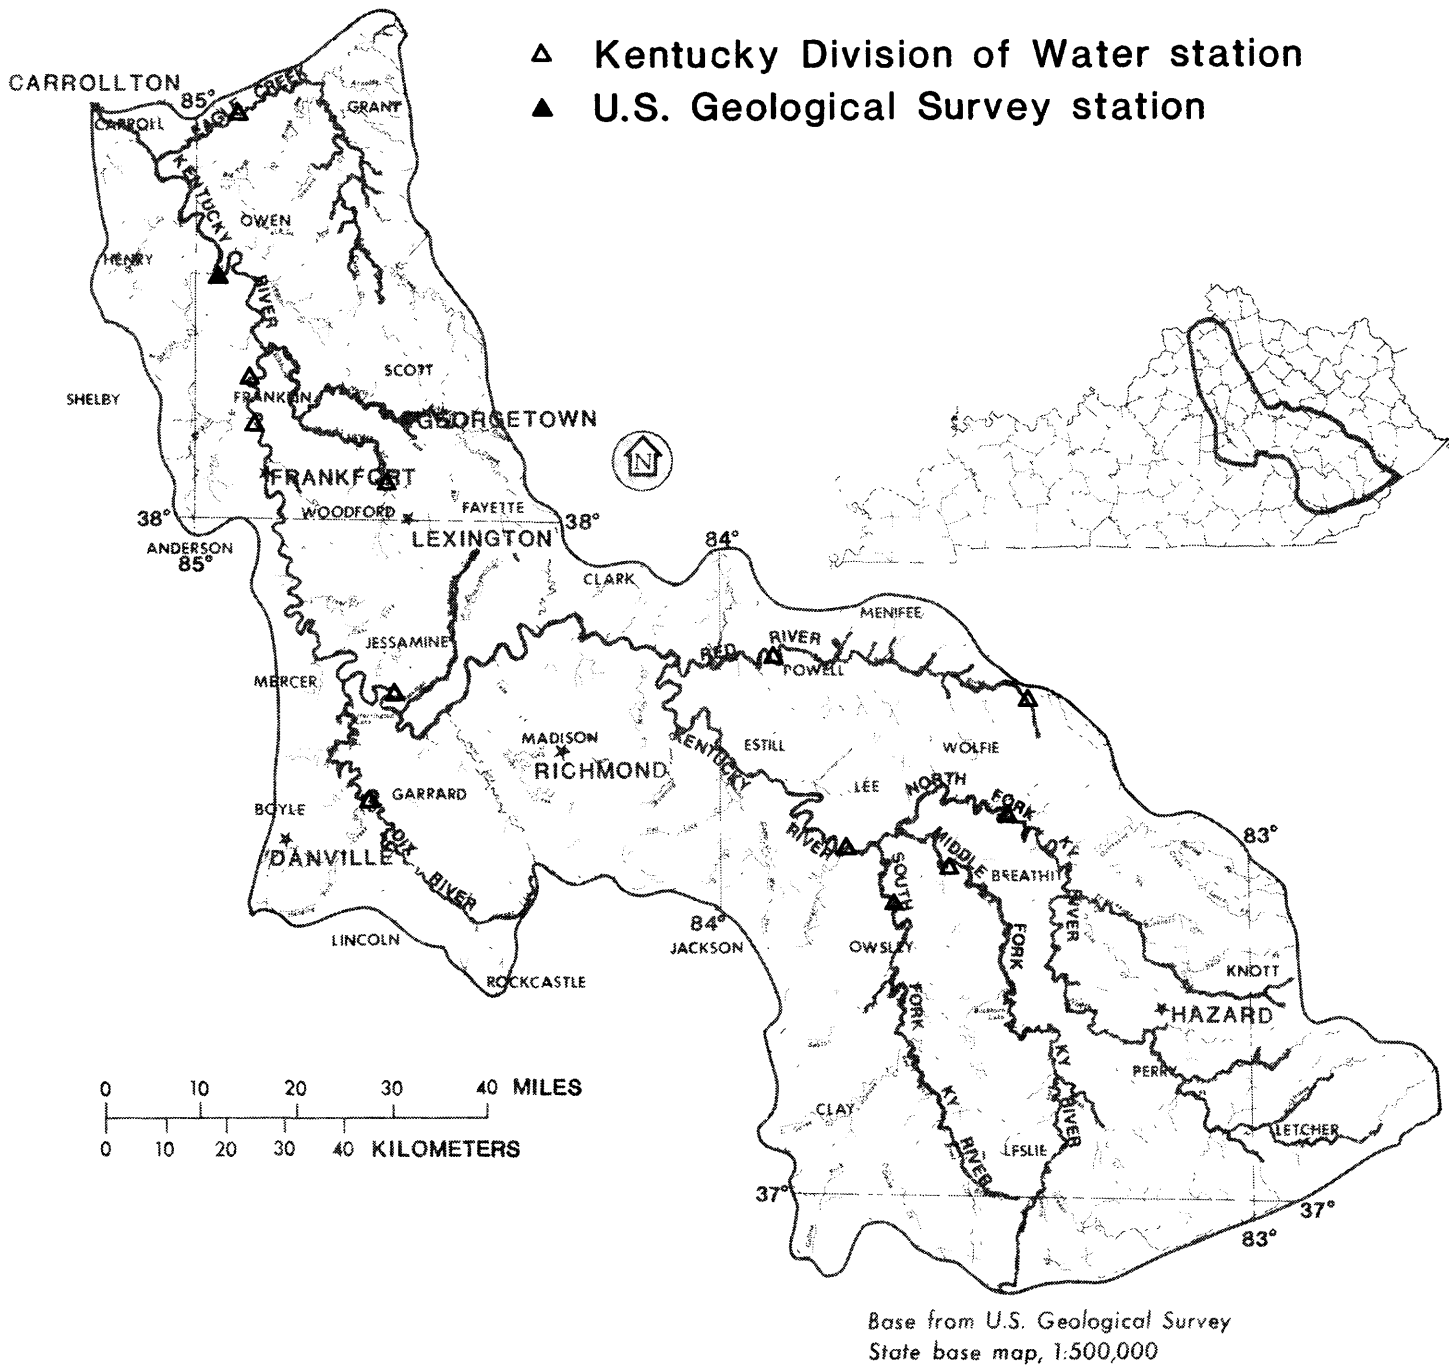 Kentucky Division of Water station
U.S. Geological Survey station
CARROLLTON
85°
EAGLE CREEK
GRANT
CARROLL
KENTUCKY
OWEN
HENRY
RIVER
SCOTT
SHELBY
FRANKLIN
GEORGETOWN
N
FRANKFORT
WOODFORD
FAYETTE
38°
38°
LEXINGTON
ANDERSON
85°
84°
CLARK
MENIFEE
JESSAMINE
RED RIVER
POWELL
MERCER
MADISON
RICHMOND
KENTUCKY
ESTILL
WOLFIE
LEE
NORTH FORK KY RIVER
GARRARD
BOYLE
RIVER
83°
DANVILLE
DIX RIVER
MIDDLE FORK KY RIVER
BREATHIT
SOUTH FORK KY RIVER
84°
LINCOLN
JACKSON
OWSLEY
KNOTT
ROCKCASTLE
HAZARD
PERRY
0 10 20 30 40 MILES
0 10 20 30 40 KILOMETERS
CLAY
LETCHER
LESLIE
37°
37°
83°
Base from U.S. Geological Survey
State base map, 1:500,000